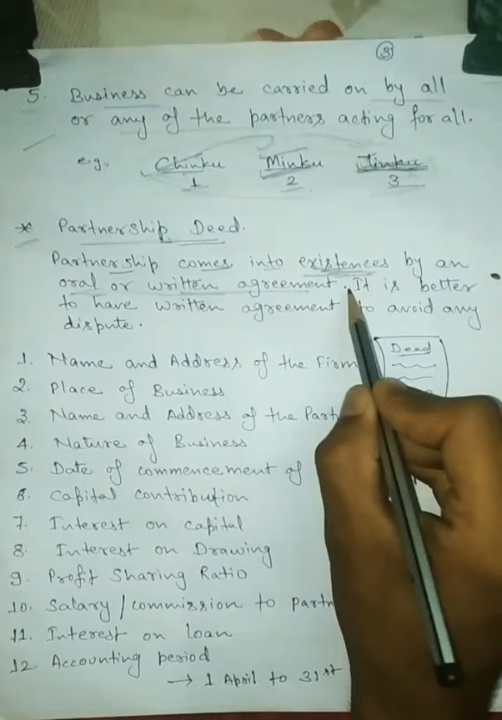 3
5. Business can be carried on by all
or any of the partners acting for all.
e.g. Chinku Minku Jinku
1 2 3
* Partnership Deed.
Partnership comes into existences by an
oral or written agreement. It is better
to have written agreement to avoid any
dispute.
Deed
1. Name and Address of the Firm
2. Place of Business
3. Name and Address of the
4. Nature of Business
5. Date of commencement of
6. Capital contribution
7. Interest on capital
8. Interest on Drawing
9. Profit Sharing Ratio
10. Salary/commission to
11. Interest on loan
12. Accounting period
→ 1 April to 31st